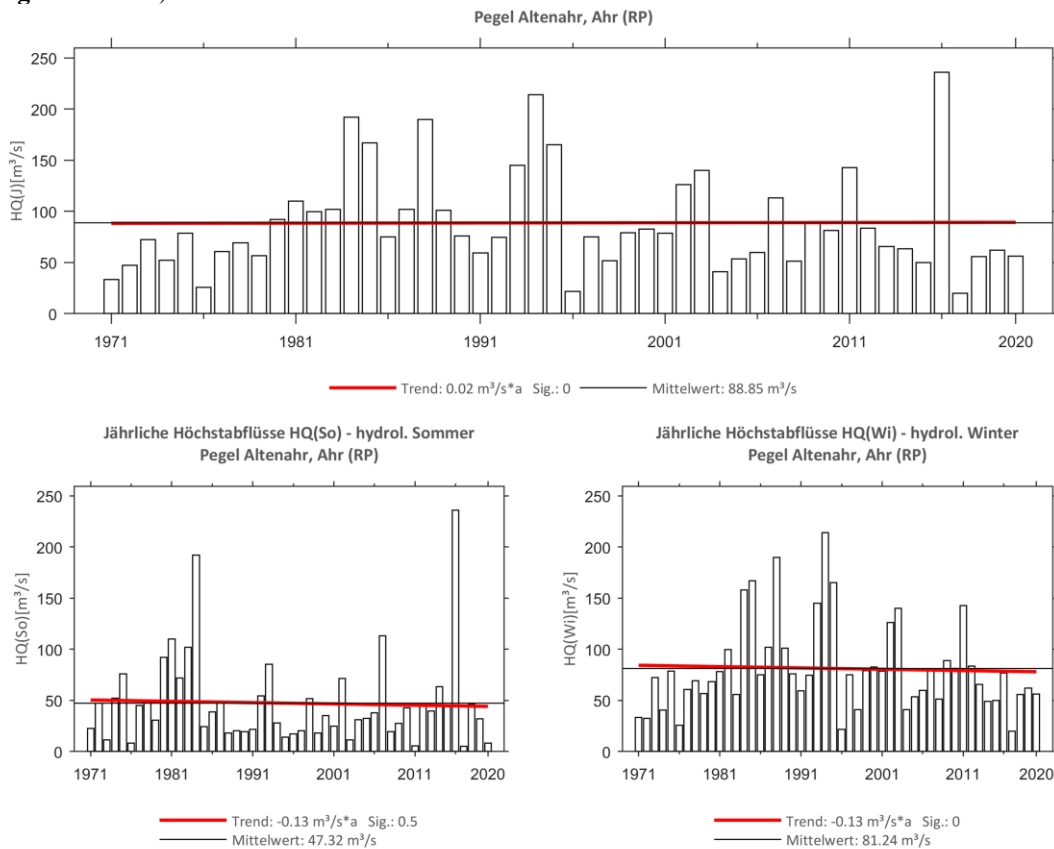 Pegel Altenahr, Ahr (RP)
HQ(J)[m³/s]
250
200
150
100
50
0
1971 1981 1991 2001 2011 2020
Trend: 0.02 m³/s*a Sig.: 0 Mittelwert: 88.85 m³/s
Jährliche Höchstabflüsse HQ(So) - hydrol. Sommer
Pegel Altenahr, Ahr (RP)
HQ(So)[m³/s]
250
200
150
100
50
0
1971 1981 1991 2001 2011 2020
Trend: -0.13 m³/s*a Sig.: 0.5
Mittelwert: 47.32 m³/s
Jährliche Höchstabflüsse HQ(Wi) - hydrol. Winter
Pegel Altenahr, Ahr (RP)
HQ(Wi)[m³/s]
250
200
150
100
50
0
1971 1981 1991 2001 2011 2020
Trend: -0.13 m³/s*a Sig.: 0
Mittelwert: 81.24 m³/s